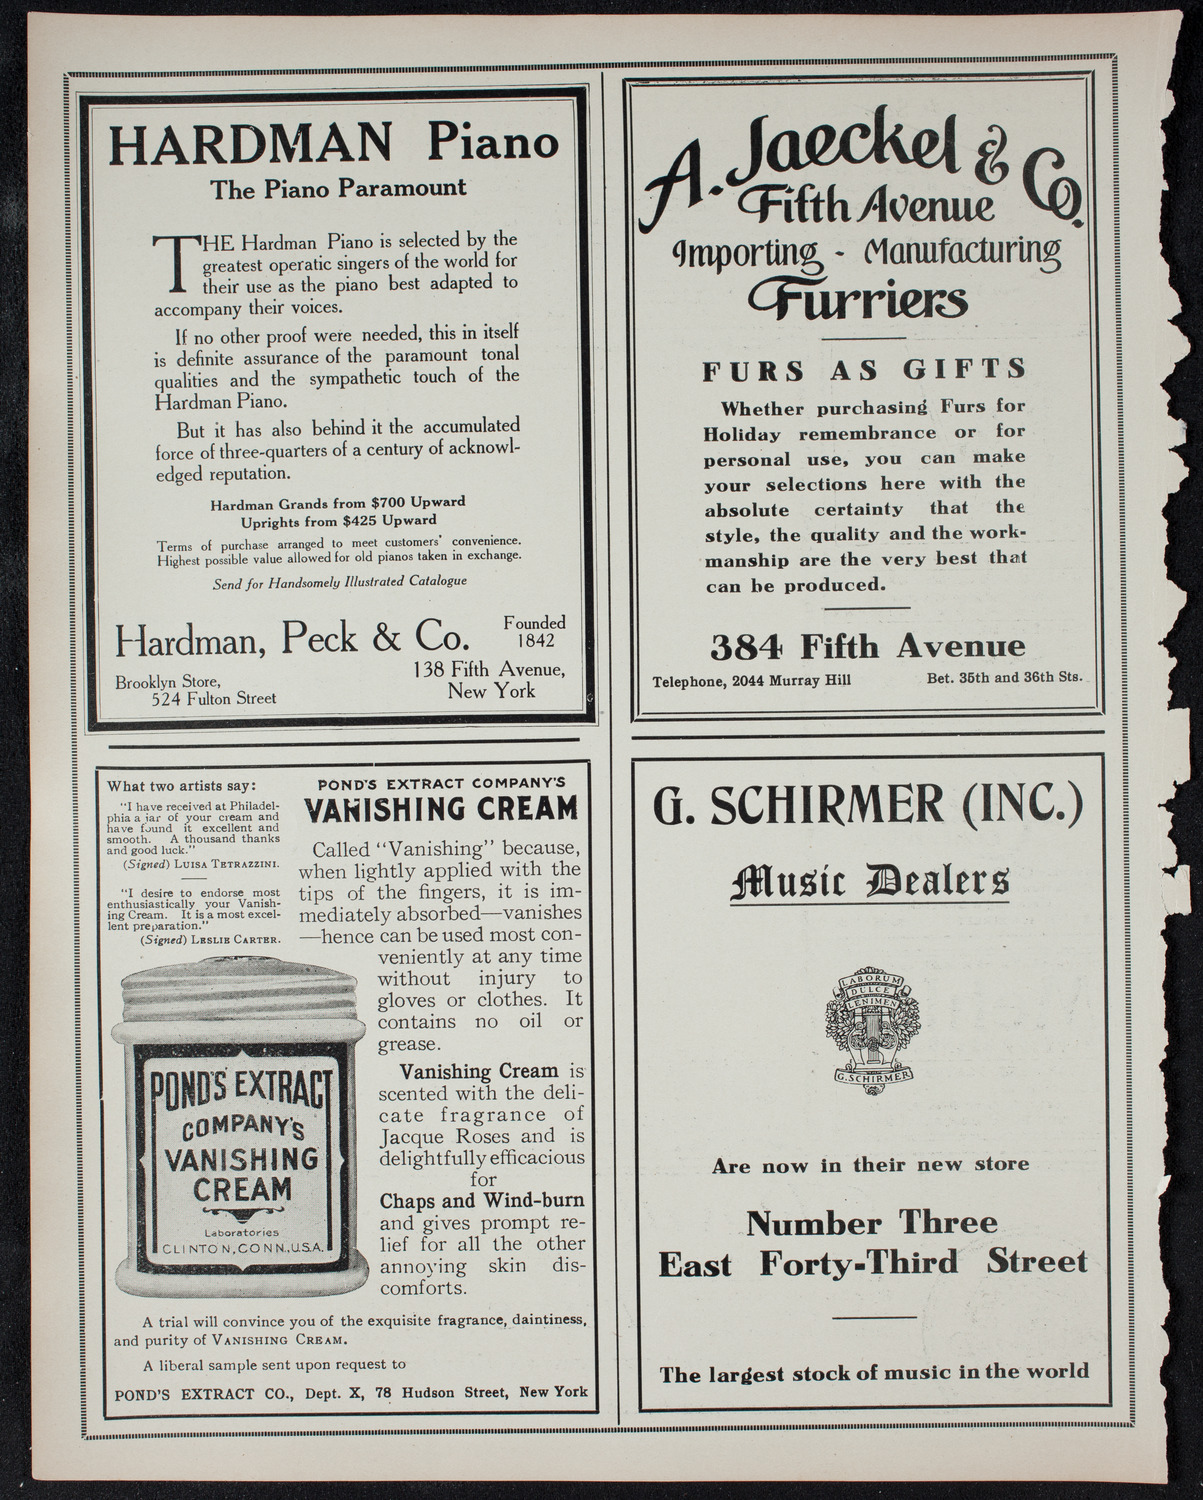 HARDMAN Piano
The Piano Paramount
THE Hardman Piano is selected by the
greatest operatic singers of the world for
their use as the piano best adapted to
accompany their voices.
If no other proof were needed, this in itself
is definite assurance of the paramount tonal
qualities and the sympathetic touch of the
Hardman Piano.
But it has also behind it the accumulated
force of three-quarters of a century of acknowl-
edged reputation.
Hardman Grands from $700 Upward
Uprights from $425 Upward
Terms of purchase arranged to meet customers' convenience.
Highest possible value allowed for old pianos taken in exchange.
Send for Handsomely Illustrated Catalogue
Hardman, Peck & Co.
Founded
1842
138 Fifth Avenue,
New York
Brooklyn Store,
524 Fulton Street
A. Jaeckel & Co.
Fifth Avenue
Importing - Manufacturing
Furriers
FURS AS GIFTS
Whether purchasing Furs for
Holiday remembrance or for
personal use, you can make
your selections here with the
absolute certainty that the
style, the quality and the work-
manship are the very best that
can be produced.
384 Fifth Avenue
Telephone, 2044 Murray Hill
Bet. 35th and 36th Sts.
What two artists say:
"I have received at Philadel-
phia a jar of your cream and
have found it excellent and
smooth. A thousand thanks
and good luck."
(Signed) LUISA TETRAZZINI.
"I desire to endorse most
enthusiastically your Vanish-
ing Cream. It is a most excel-
lent preparation."
(Signed) LESLIE CARTER.
POND'S EXTRACT COMPANY'S
VANISHING CREAM
Called "Vanishing" because,
when lightly applied with the
tips of the fingers, it is im-
mediately absorbed—vanishes
—hence can be used most con-
veniently at any time
without injury to
gloves or clothes. It
contains no oil or
grease.
Vanishing Cream is
scented with the deli-
cate fragrance of
Jacque Roses and is
delightfully efficacious
for
Chaps and Wind-burn
and gives prompt re-
lief for all the other
annoying skin dis-
comforts.
POND'S EXTRACT
COMPANY'S
VANISHING
CREAM
Laboratories
CLINTON, CONN., U.S.A.
A trial will convince you of the exquisite fragrance, daintiness,
and purity of VANISHING CREAM.
A liberal sample sent upon request to
POND'S EXTRACT CO., Dept. X, 78 Hudson Street, New York
G. SCHIRMER (INC.)
Music Dealers
LABORUM
DULCE
LENIMEN
G. SCHIRMER
Are now in their new store
Number Three
East Forty-Third Street
The largest stock of music in the world